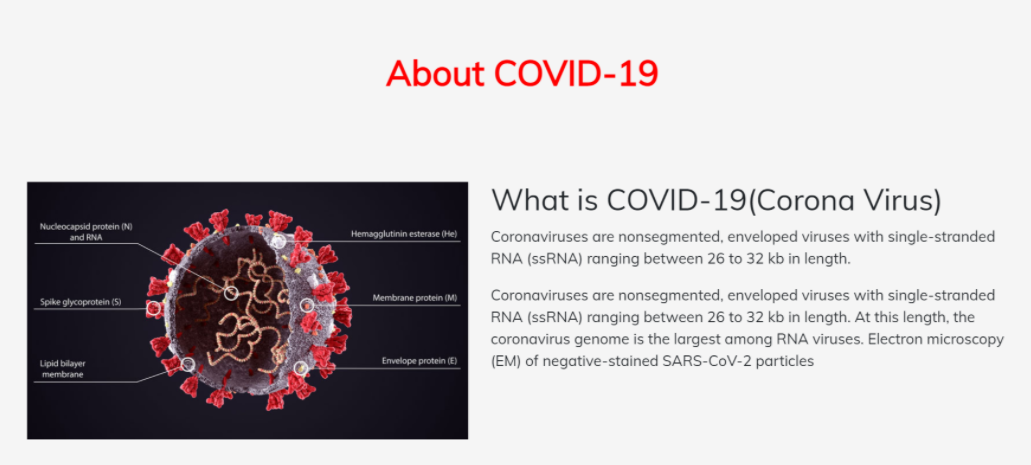 About COVID-19
Nucleocapsid protein (N)
and RNA
Spike glycoprotein (S)
Lipid bilayer
membrane
Hemagglutinin esterase (He)
Membrane protein (M)
Envelope protein (E)
What is COVID-19(Corona Virus)
Coronaviruses are nonsegmented, enveloped viruses with single-stranded
RNA (ssRNA) ranging between 26 to 32 kb in length.
Coronaviruses are nonsegmented, enveloped viruses with single-stranded
RNA (ssRNA) ranging between 26 to 32 kb in length. At this length, the
coronavirus genome is the largest among RNA viruses. Electron microscopy
(EM) of negative-stained SARS-CoV-2 particles